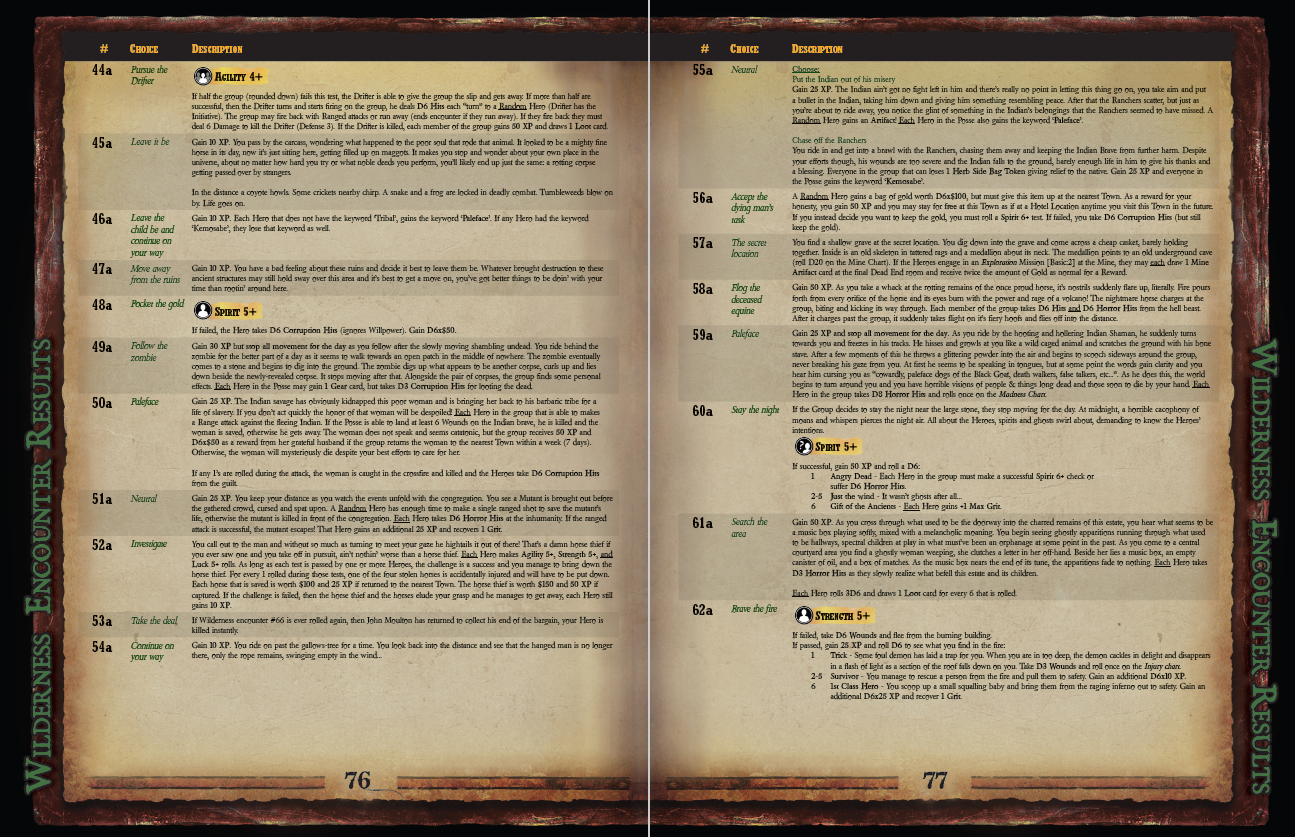 # Choice Description
44a Pursue the Drifter
Agility 4+
If half the group (rounded down) fails this test, the Drifter is able to give the group the slip and gets away. If more than half are
successful, then the Drifter turns and starts firing on the group, he deals D6 Hits each "turn" to a Random Hero (Drifter has the
Initiative). The group may fire back with Ranged attacks or run away (ends encounter if they run away). If they fire back they must
deal 6 Damage to kill the Drifter (Defense 3). If the Drifter is killed, each member of the group gains 50 XP and draws 1 Loot card.
45a Leave it be
Gain 10 XP. You pass by the carcass, wondering what happened to the poor soul that rode that animal. It looked to be a mighty fine
horse in its day, now it's just sitting here, getting filled up on maggots. It makes you stop and wonder about your own place in the
universe, about no matter how hard you try or what noble deeds you perform, you'll likely end up just the same: a rotting corpse
getting passed over by strangers.
In the distance a coyote howls. Some crickets nearby chirp. A snake and a frog are locked in deadly combat. Tumbleweeds blow on
by. Life goes on.
46a Leave the child be and continue on your way
Gain 10 XP. Each Hero that does not have the keyword 'Tribal', gains the keyword 'Paleface'. If any Hero had the keyword
'Kemosabe', they lose that keyword as well.
47a Move away from the ruins
Gain 10 XP. You have a bad feeling about these ruins and decide it best to leave them be. Whatever brought destruction to these
ancient structures may still hold sway over this area and it's best to get a move on, you've got better things to be doin' with your
time than rootin' around here.
48a Pocket the gold
Spirit 5+
If failed, the Hero takes D6 Corruption Hits (ignores Willpower). Gain D6x$50.
49a Follow the zombie
Gain 30 XP but stop all movement for the day as you follow after the slowly moving shambling undead. You ride behind the
zombie for the better part of a day as it seems to walk towards an open patch in the middle of nowhere. The zombie eventually
comes to a stone and begins to dig into the ground. The zombie digs up what appears to be another corpse, curls up and lies
down beside the newly-revealed corpse. It stops moving after that. Alongside the pair of corpses, the group finds some personal
effects. Each Hero in the Posse may gain 1 Gear card, but takes D3 Corruption Hits for looting the dead.
50a Paleface
Gain 25 XP. The Indian savage has obviously kidnapped this poor woman and is bringing her back to his barbaric tribe for a
life of slavery. If you don't act quickly the honor of that woman will be despoiled! Each Hero in the group that is able to makes
a Range attack against the fleeing Indian. If the Posse is able to land at least 6 Wounds on the Indian brave, he is killed and the
woman is saved, otherwise he gets away. The woman does not speak and seems catatonic, but the group receives 50 XP and
D6x$50 as a reward from her grateful husband if the group returns the woman to the nearest Town within a week (7 days).
Otherwise, the woman will mysteriously die despite your best efforts to care for her.
If any 1's are rolled during the attack, the woman is caught in the crossfire and killed and the Heroes take D6 Corruption Hits
from the guilt.
51a Neutral
Gain 25 XP. You keep your distance as you watch the events unfold with the congregation. You see a Mutant is brought out before
the gathered crowd, cursed and spat upon. A Random Hero has enough time to make a single ranged shot to save the mutant's
life, otherwise the mutant is killed in front of the congregation. Each Hero takes D6 Horror Hits at the inhumanity. If the ranged
attack is successful, the mutant escapes! That Hero gains an additional 25 XP and recovers 1 Grit.
52a Investigate
You call out to the man and without so much as turning to meet your gaze he hightails it out of there! That's a damn horse thief if
you ever saw one and you take off in pursuit, ain't nothin' worse than a horse thief. Each Hero makes Agility 5+, Strength 5+, and
Luck 5+ rolls. As long as each test is passed by one or more Heroes, the challenge is a success and you manage to bring down the
horse thief. For every 1 rolled during those tests, one of the four stolen horses is accidentally injured and will have to be put down.
Each horse that is saved is worth $100 and 25 XP if returned to the nearest Town. The horse thief is worth $150 and 50 XP if
captured. If the challenge is failed, then the horse thief and the horses elude your grasp and he manages to get away, each Hero still
gains 10 XP.
53a Take the deal
If Wilderness encounter #66 is ever rolled again, then John Moulton has returned to collect his end of the bargain, your Hero is
killed instantly.
54a Continue on your way
Gain 10 XP. You ride on past the gallows-tree for a time. You look back into the distance and see that the hanged man is no longer
there, only the rope remains, swinging empty in the wind...
76
Wilderness Encounter Results
# Choice Description
55a Neutral
Choose:
Put the Indian out of his misery
Gain 25 XP. The Indian ain't got no fight left in him and there's really no point in letting this thing go on, you take aim and put
a bullet in the Indian, taking him down and giving him something resembling peace. After that the Ranchers scatter, but just as
you're about to ride away, you notice the glint of something in the Indian's belongings that the Ranchers seemed to have missed. A
Random Hero gains an Artifact! Each Hero in the Posse also gains the keyword 'Paleface'.
Chase off the Ranchers
You ride in and get into a brawl with the Ranchers, chasing them away and keeping the Indian Brave from further harm. Despite
your efforts though, his wounds are too severe and the Indian falls to the ground, barely enough life in him to give his thanks and
a blessing. Everyone in the group that can loses 1 Herb Side Bag Token giving relief to the native. Gain 25 XP and everyone in
the Posse gains the keyword 'Kemosabe'.
56a Accept the dying man's task
A Random Hero gains a bag of gold worth D6x$100, but must give this item up at the nearest Town. As a reward for your
honesty, you gain 50 XP and you may stay for free at this Town as if at a Hotel Location anytime you visit this Town in the future.
If you instead decide you want to keep the gold, you must roll a Spirit 6+ test. If failed, you take D6 Corruption Hits (but still
keep the gold).
57a The secret location
You find a shallow grave at the secret location. You dig down into the grave and come across a cheap casket, barely holding
together. Inside is an old skeleton in tattered rags and a medallion about its neck. The medallion points to an old underground cave
(roll D20 on the Mine Chart). If the Heroes engage in an Exploration Mission [Basic:2] at the Mine, they may each draw 1 Mine
Artifact card at the final Dead End room and receive twice the amount of Gold as normal for a Reward.
58a Flog the deceased equine
Gain 50 XP. As you take a whack at the rotting remains of the once proud horse, it's nostrils suddenly flare up, literally. Fire pours
forth from every orifice of the horse and its eyes burn with the power and rage of a volcano! The nightmare horse charges at the
group, biting and kicking its way through. Each member of the group takes D6 Hits and D6 Horror Hits from the hell beast.
After it charges past the group, it suddenly takes flight on it's fiery hooth and flies off into the distance.
59a Paleface
Gain 25 XP and stop all movement for the day. As you ride by the hooting and hollering Indian Shaman, he suddenly turns
towards you and freezes in his tracks. He hisses and growls at you like a wild caged animal and scratches the ground with his bone
stave. After a few moments of this he throws a glittering powder into the air and begins to scooch sideways around the group,
never breaking his gaze from you. At first he seems to be speaking in tongues, but at some point the words gain clarity and you
hear him cursing you as "cowardly, paleface dogs of the Black Goat, death walkers, false talkers, etc...". As he does this, the world
begins to turn around you and you have horrible visions of people & things long dead and those soon to die by your hand. Each
Hero in the group takes D8 Horror Hits and rolls once on the Madness Chart.
60a Stay the night
If the Group decides to stay the night near the large stone, they stop moving for the day. At midnight, a horrible cacophony of
moans and whispers pierces the night air. All about the Heroes, spirits and ghosts swirl about, demanding to know the Heroes'
intentions.
Spirit 5+
If successful, gain 50 XP and roll a D6:
1 Angry Dead - Each Hero in the group must make a successful Spirit 6+ check or
suffer D6 Horror Hits.
2-5 Just the wind - It wasn't ghosts after all...
6 Gift of the Ancients - Each Hero gains +1 Max Grit.
61a Search the area
Gain 50 XP. As you cross through what used to be the doorway into the charred remains of this estate, you hear what seems to be
a music box playing softly, mixed with a melancholic moaning. You begin seeing ghostly apparitions running through what used
to be hallways, spectral children at play in what must've been an orphanage at some point in the past. As you come to a central
courtyard area you find a ghostly woman weeping, she clutches a letter in her off-hand. Beside her lies a music box, an empty
canister of oil, and a box of matches. As the music box nears the end of its tune, the apparitions fade to nothing. Each Hero takes
D3 Horror Hits as they slowly realize what befell this estate and its children.
Each Hero rolls 3D6 and draws 1 Loot card for every 6 that is rolled.
62a Brave the fire
Strength 5+
If failed, take D6 Wounds and flee from the burning building.
If passed, gain 25 XP and roll D6 to see what you find in the fire:
1 Trick - Some foul demon has laid a trap for you. When you are in too deep, the demon cackles in delight and disappears
in a flash of light as a section of the roof falls down on you. Take D3 Wounds and roll once on the Injury chart.
2-5 Survivor - You manage to rescue a person from the fire and pull them to safety. Gain an additional D6x10 XP.
6 1st Class Hero - You scoop up a small squalling baby and bring them from the raging inferno out to safety. Gain an
additional D6x25 XP and recover 1 Grit.
77
Wilderness Encounter Results